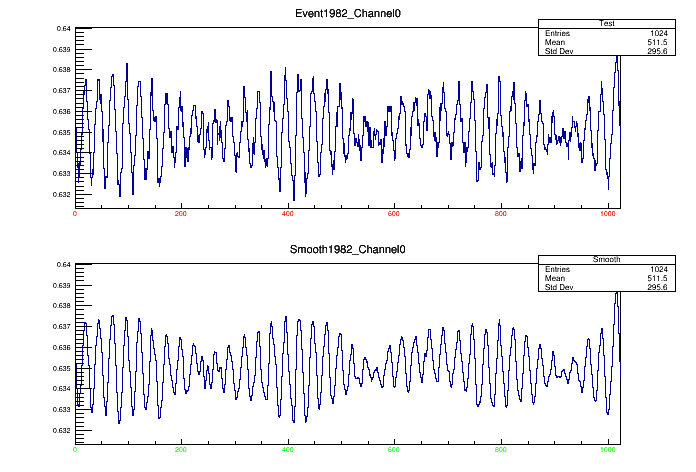 Event1982_Channel0
Test
Entries 1024
Mean 511.5
Std Dev 295.6
0.64
0.639
0.638
0.637
0.636
0.635
0.634
0.633
0.632
0 200 400 600 800 1000
Smooth1982_Channel0
Smooth
Entries 1024
Mean 511.5
Std Dev 295.6
0.64
0.639
0.638
0.637
0.636
0.635
0.634
0.633
0.632
0 200 400 600 800 1000